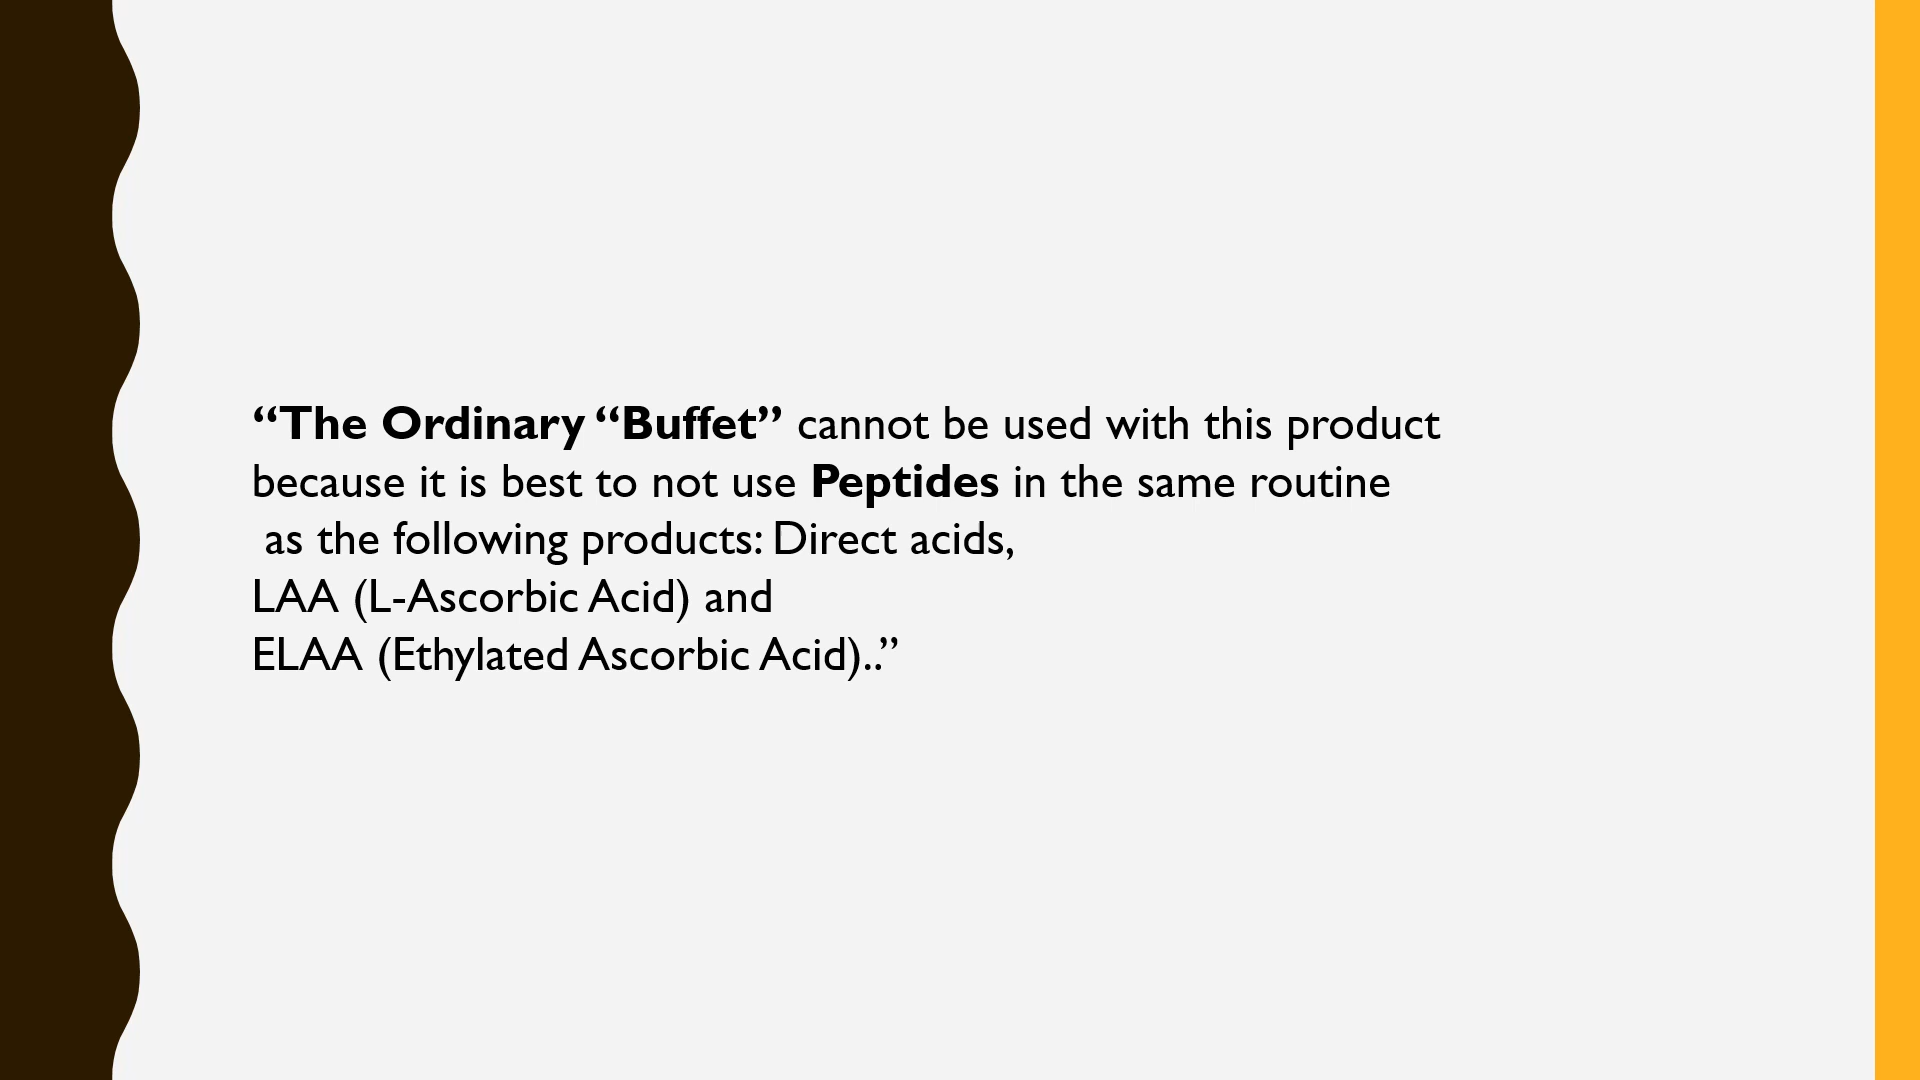 “The Ordinary “Buffet” cannot be used with this product
because it is best to not use Peptides in the same routine
as the following products: Direct acids,
LAA (L-Ascorbic Acid) and
ELAA (Ethylated Ascorbic Acid)..”